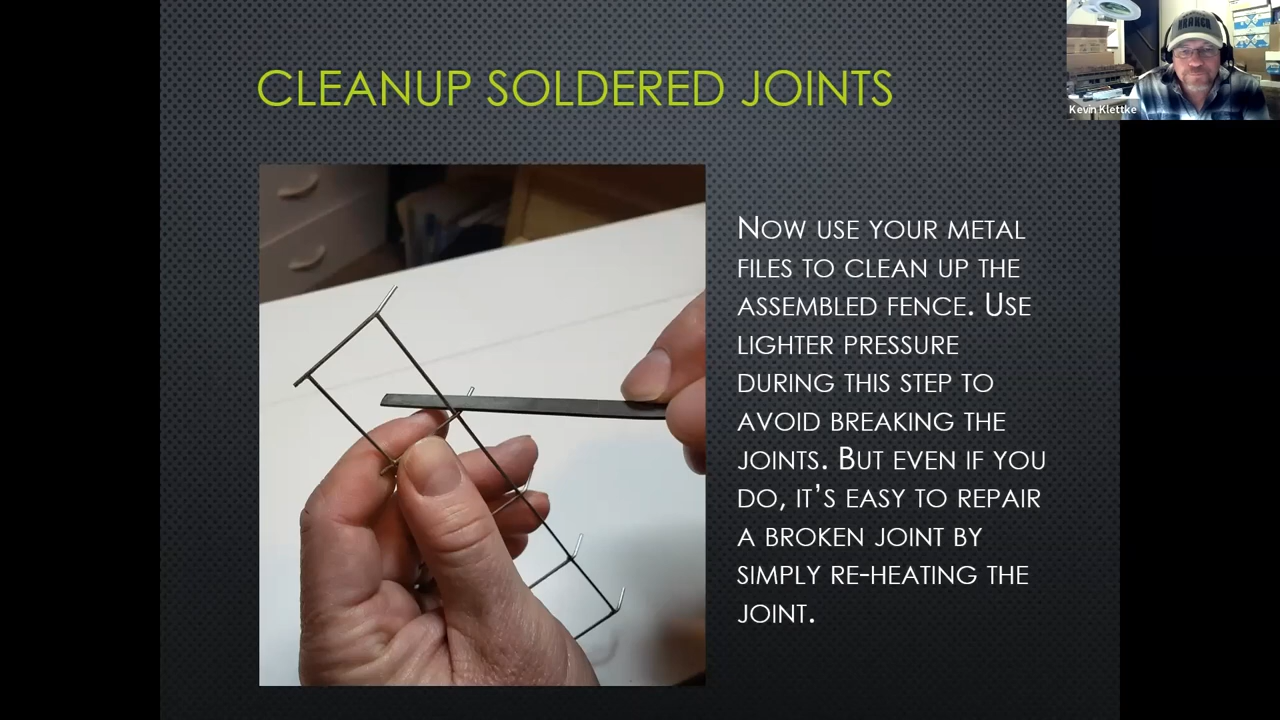 CLEANUP SOLDERED JOINTS
Kevin Klettke
NOW USE YOUR METAL
FILES TO CLEAN UP THE
ASSEMBLED FENCE. USE
LIGHTER PRESSURE
DURING THIS STEP TO
AVOID BREAKING THE
JOINTS. BUT EVEN IF YOU
DO, IT’S EASY TO REPAIR
A BROKEN JOINT BY
SIMPLY RE-HEATING THE
JOINT.